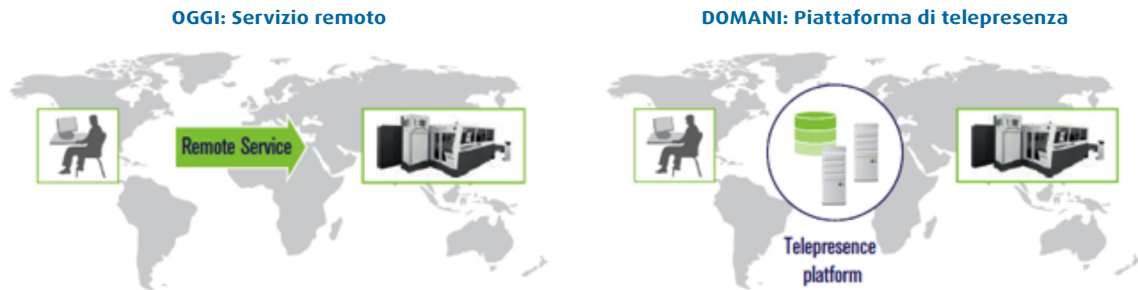 OGGI: Servizio remoto
DOMANI: Piattaforma di telepresenza
Remote Service
Telepresence
platform